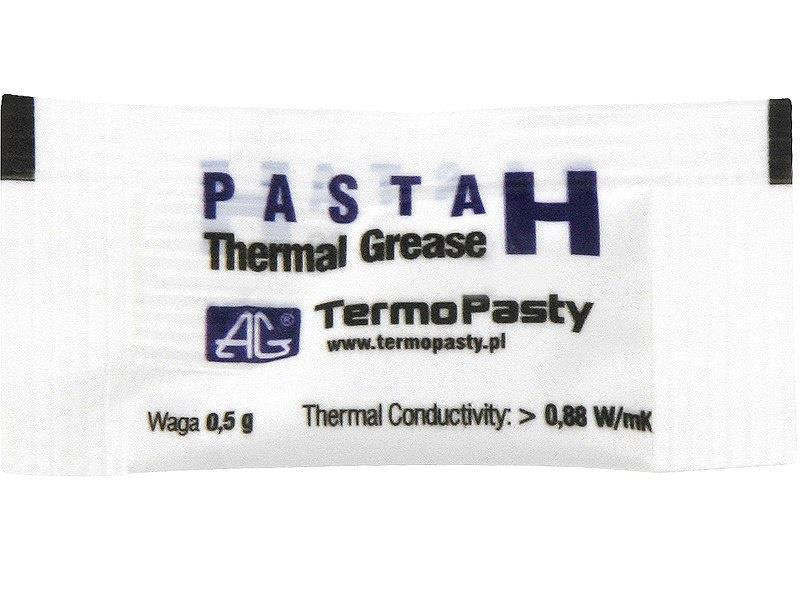 PASTA H
Thermal Grease
AG®
TermoPasty
www.termopasty.pl
Waga 0,5 g
Thermal Conductivity: > 0,88 W/mK